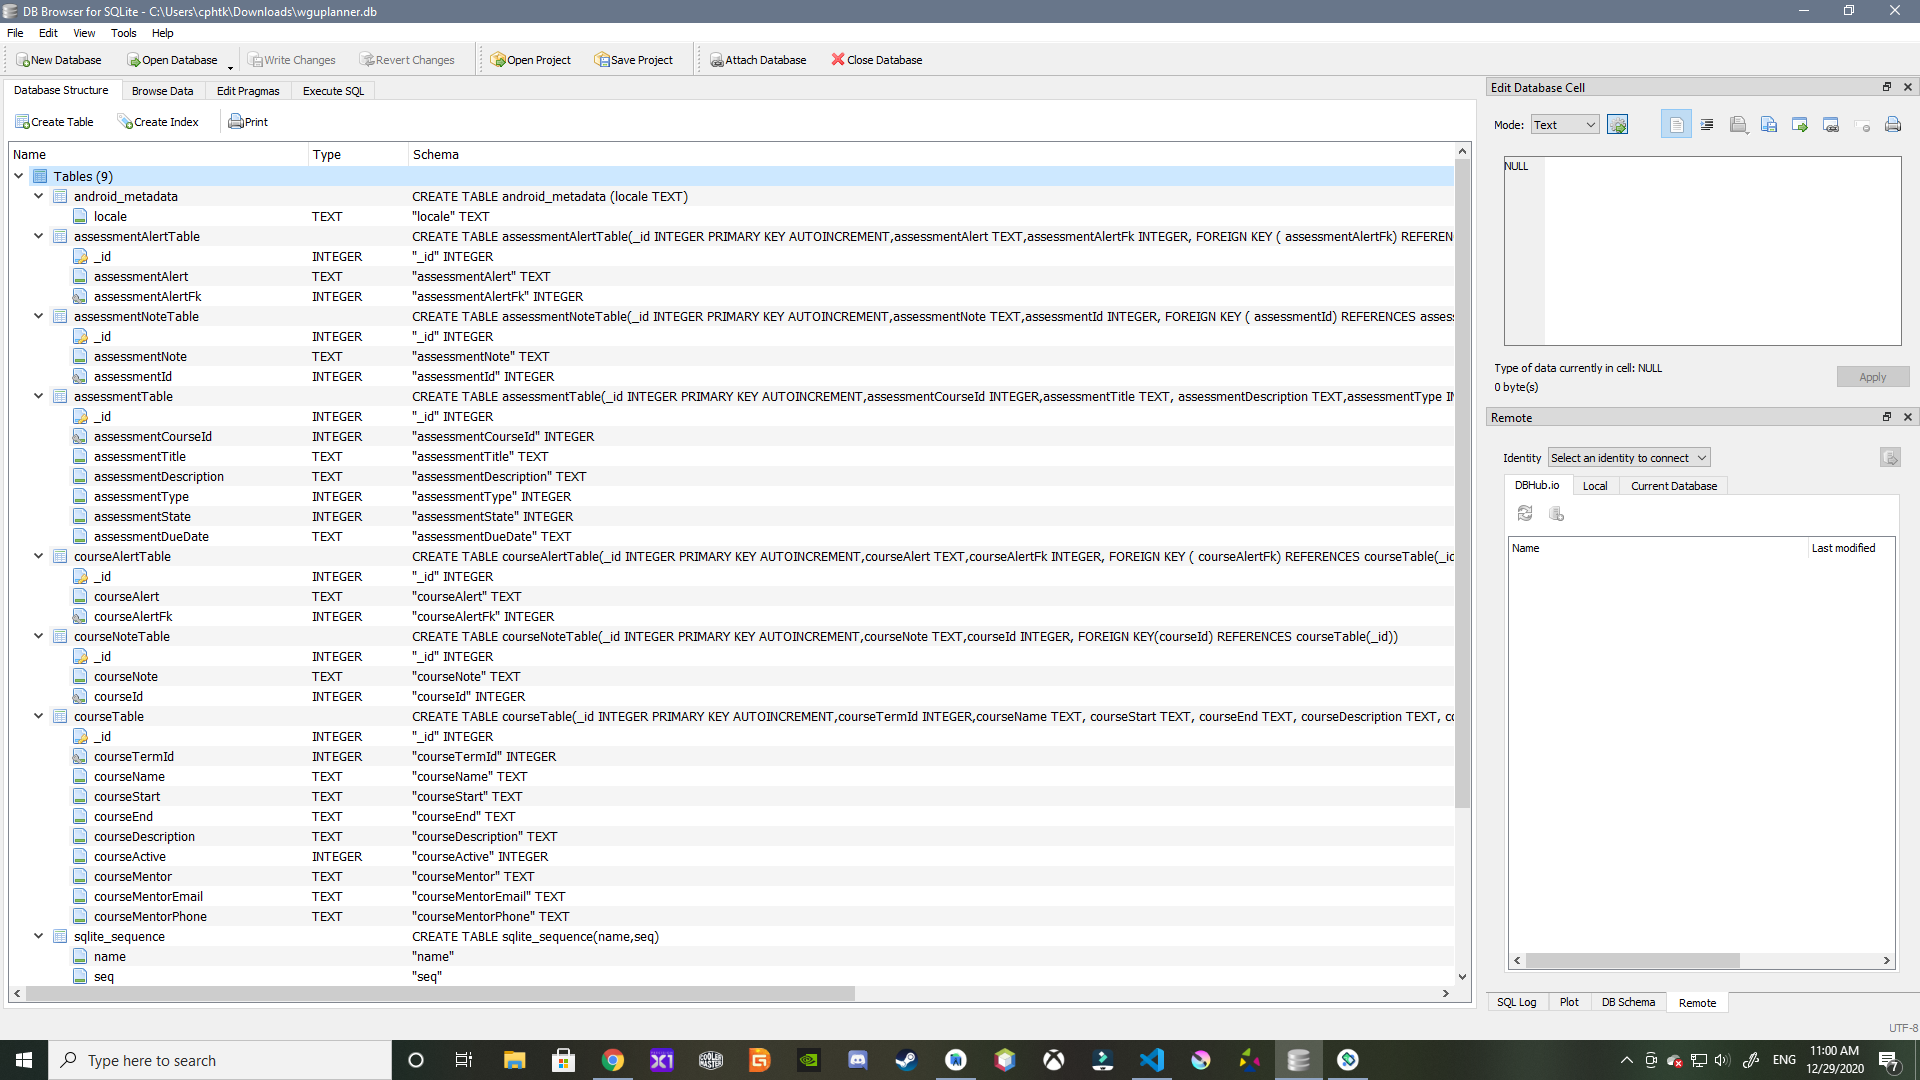 DB Browser for SQLite - C:\Users\cphtk\Downloads\wguplanner.db
File Edit View Tools Help
New Database Open Database Write Changes Revert Changes Open Project Save Project Attach Database Close Database
Database Structure Browse Data Edit Pragmas Execute SQL
Create Table Create Index Print
Name Type Schema
Tables (9)
android_metadata CREATE TABLE android_metadata (locale TEXT)
locale TEXT "locale" TEXT
assessmentAlertTable CREATE TABLE assessmentAlertTable(_id INTEGER PRIMARY KEY AUTOINCREMENT,assessmentAlert TEXT,assessmentAlertFk INTEGER, FOREIGN KEY ( assessmentAlertFk) REFEREN
_id INTEGER "_id" INTEGER
assessmentAlert TEXT "assessmentAlert" TEXT
assessmentAlertFk INTEGER "assessmentAlertFk" INTEGER
assessmentNoteTable CREATE TABLE assessmentNoteTable(_id INTEGER PRIMARY KEY AUTOINCREMENT,assessmentNote TEXT,assessmentId INTEGER, FOREIGN KEY ( assessmentId) REFERENCES asses
_id INTEGER "_id" INTEGER
assessmentNote TEXT "assessmentNote" TEXT
assessmentId INTEGER "assessmentId" INTEGER
assessmentTable CREATE TABLE assessmentTable(_id INTEGER PRIMARY KEY AUTOINCREMENT,assessmentCourseId INTEGER,assessmentTitle TEXT, assessmentDescription TEXT,assessmentType IN
_id INTEGER "_id" INTEGER
assessmentCourseId INTEGER "assessmentCourseId" INTEGER
assessmentTitle TEXT "assessmentTitle" TEXT
assessmentDescription TEXT "assessmentDescription" TEXT
assessmentType INTEGER "assessmentType" INTEGER
assessmentState INTEGER "assessmentState" INTEGER
assessmentDueDate TEXT "assessmentDueDate" TEXT
courseAlertTable CREATE TABLE courseAlertTable(_id INTEGER PRIMARY KEY AUTOINCREMENT,courseAlert TEXT,courseAlertFk INTEGER, FOREIGN KEY ( courseAlertFk) REFERENCES courseTable(_id
_id INTEGER "_id" INTEGER
courseAlert TEXT "courseAlert" TEXT
courseAlertFk INTEGER "courseAlertFk" INTEGER
courseNoteTable CREATE TABLE courseNoteTable(_id INTEGER PRIMARY KEY AUTOINCREMENT,courseNote TEXT,courseId INTEGER, FOREIGN KEY(courseId) REFERENCES courseTable(_id))
_id INTEGER "_id" INTEGER
courseNote TEXT "courseNote" TEXT
courseId INTEGER "courseId" INTEGER
courseTable CREATE TABLE courseTable(_id INTEGER PRIMARY KEY AUTOINCREMENT,courseTermId INTEGER,courseName TEXT, courseStart TEXT, courseEnd TEXT, courseDescription TEXT, co
_id INTEGER "_id" INTEGER
courseTermId INTEGER "courseTermId" INTEGER
courseName TEXT "courseName" TEXT
courseStart TEXT "courseStart" TEXT
courseEnd TEXT "courseEnd" TEXT
courseDescription TEXT "courseDescription" TEXT
courseActive INTEGER "courseActive" INTEGER
courseMentor TEXT "courseMentor" TEXT
courseMentorEmail TEXT "courseMentorEmail" TEXT
courseMentorPhone TEXT "courseMentorPhone" TEXT
sqlite_sequence CREATE TABLE sqlite_sequence(name,seq)
name "name"
seq "seq"
Edit Database Cell
Mode: Text
NULL
Type of data currently in cell: NULL
0 byte(s)
Apply
Remote
Identity Select an identity to connect
DBHub.io Local Current Database
Name Last modified
SQL Log Plot DB Schema Remote
UTF-8
Type here to search
X1
COOLER MASTER
ENG
11:00 AM
12/29/2020
7